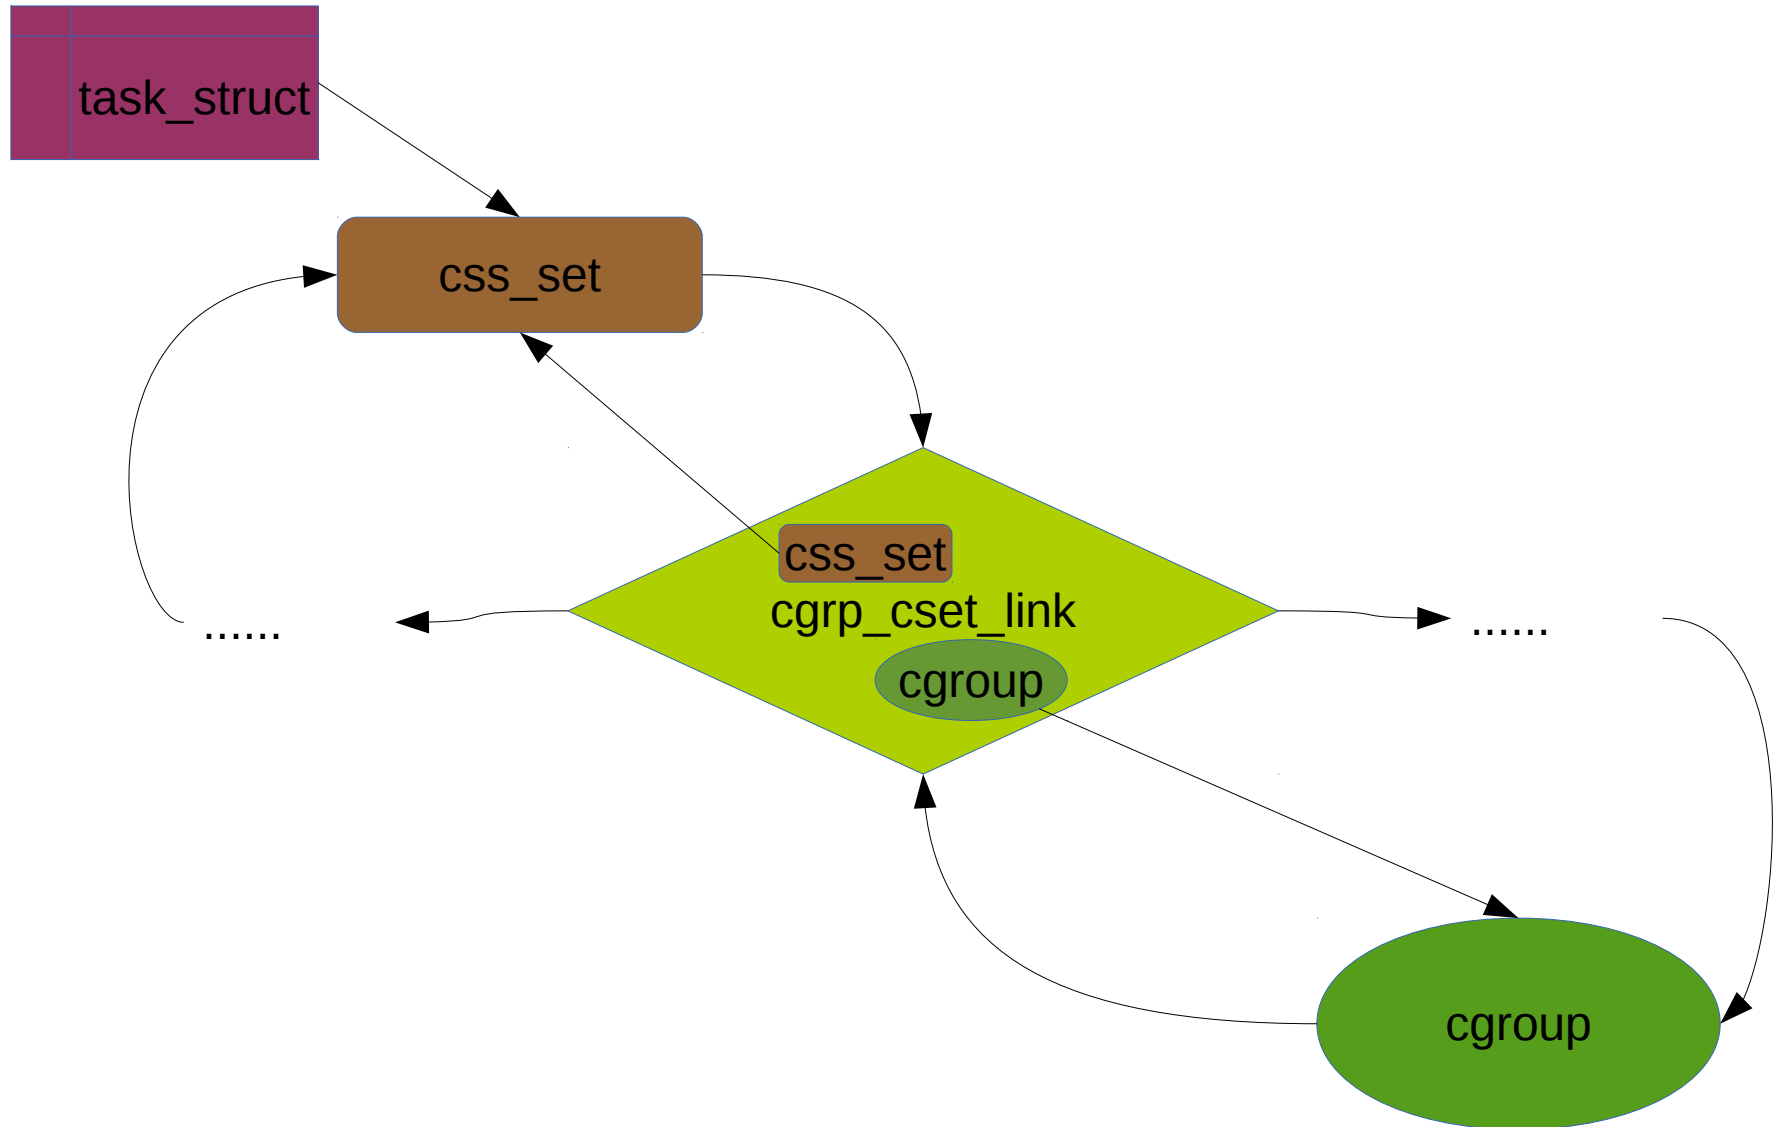 task_struct
css_set
css_set
cgrp_cset_link
......
......
cgroup
cgroup